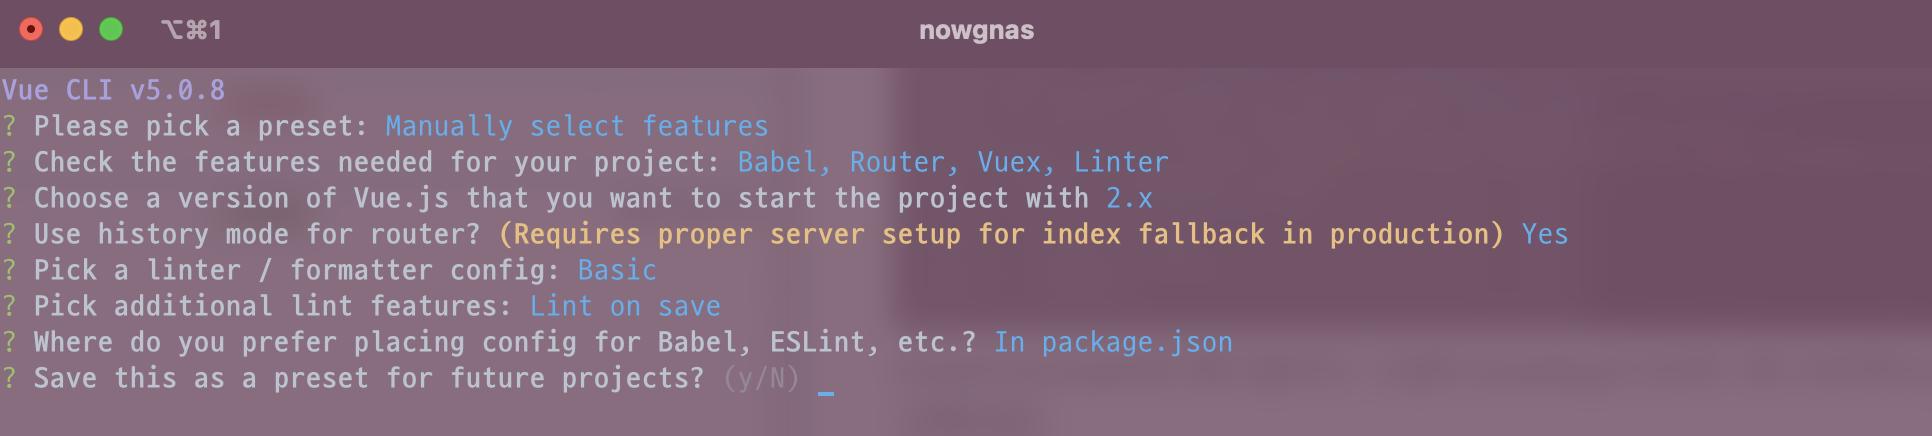 ⌥⌘1
nowgnas
Vue CLI v5.0.8
? Please pick a preset: Manually select features
? Check the features needed for your project: Babel, Router, Vuex, Linter
? Choose a version of Vue.js that you want to start the project with 2.x
? Use history mode for router? (Requires proper server setup for index fallback in production) Yes
? Pick a linter / formatter config: Basic
? Pick additional lint features: Lint on save
? Where do you prefer placing config for Babel, ESLint, etc.? In package.json
? Save this as a preset for future projects? (y/N) _